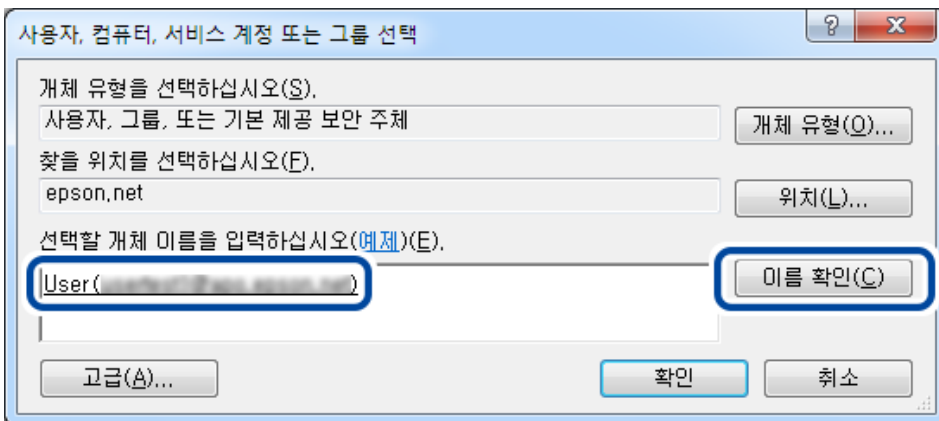 사용자, 컴퓨터, 서비스 계정 또는 그룹 선택
개체 유형을 선택하십시오(S).
사용자, 그룹, 또는 기본 제공 보안 주체
개체 유형(O)...
찾을 위치를 선택하십시오(F).
epson.net
위치(L)...
선택할 개체 이름을 입력하십시오(예제)(E).
User( )
이름 확인(C)
고급(A)...
확인
취소